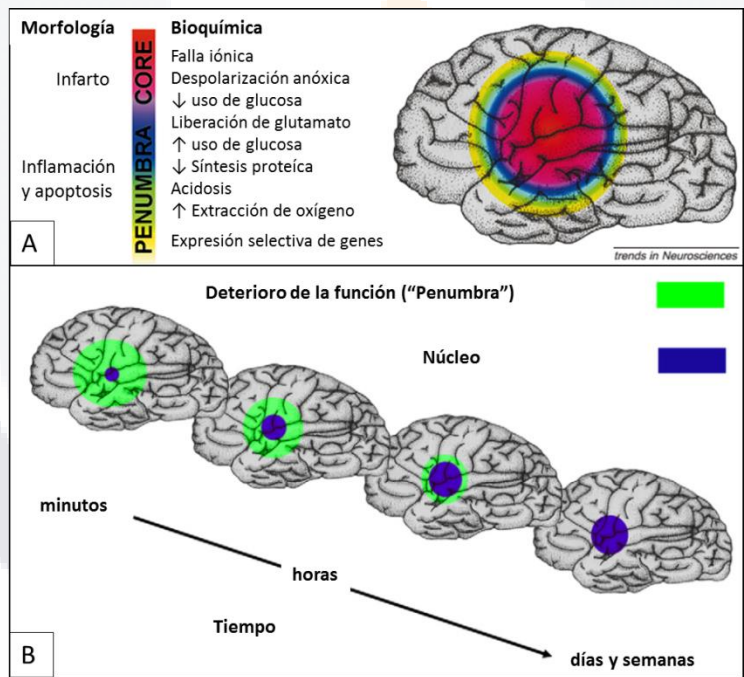 Morfología
Bioquímica
Infarto
Inflamación
y apoptosis
CORE
PENUMBRA
Falla iónica
Despolarización anóxica
↓ uso de glucosa
Liberación de glutamato
↑ uso de glucosa
↓ Síntesis proteíca
Acidosis
↑ Extracción de oxígeno
Expresión selectiva de genes
trends in Neurosciences
A
Deterioro de la función (“Penumbra”)
Núcleo
minutos
horas
Tiempo
días y semanas
B